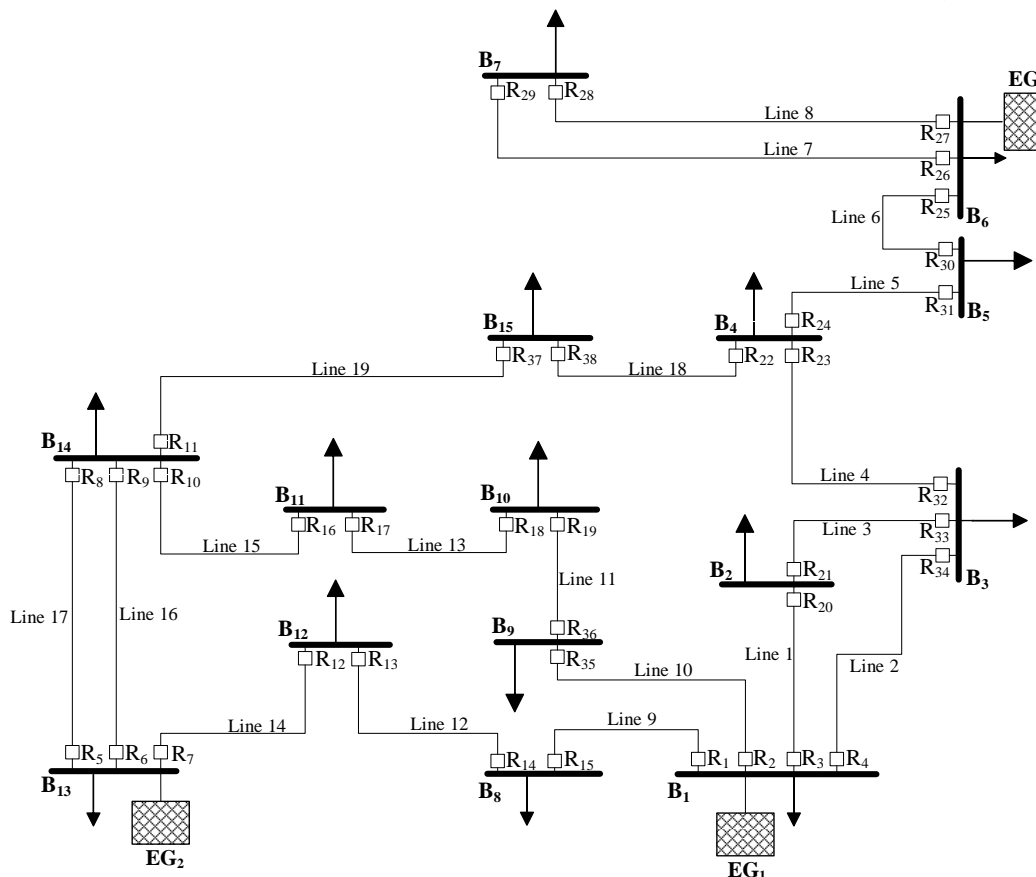 B7
EG
R29 R28
Line 8
R27
Line 7
R26
R25
B6
Line 6
R30
Line 5
R31
B5
B15
B4
R24
R37 R38
R22 R23
Line 19
Line 18
B14
R11
R8 R9 R10
B11
B10
Line 4
R32
R16 R17
R18 R19
Line 3
R33
Line 15
Line 13
R34
B2
R21
B3
R20
Line 11
Line 17
Line 16
B12
B9
R36
R12 R13
R35
Line 1
Line 2
Line 10
Line 14
Line 12
Line 9
R5 R6 R7
R14 R15
R1 R2 R3 R4
B13
B8
B1
EG2
EG1